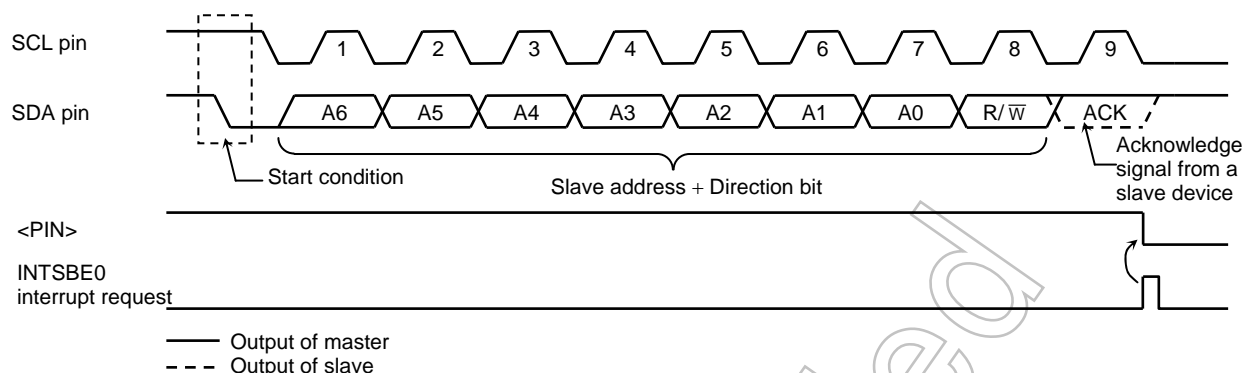 SCL pin
1 2 3 4 5 6 7 8 9
SDA pin
A6 A5 A4 A3 A2 A1 A0 R/W̅ ACK
Start condition
Slave address + Direction bit
Acknowledge
signal from a
slave device
<PIN>
INTSBE0
interrupt request
Output of master
Output of slave